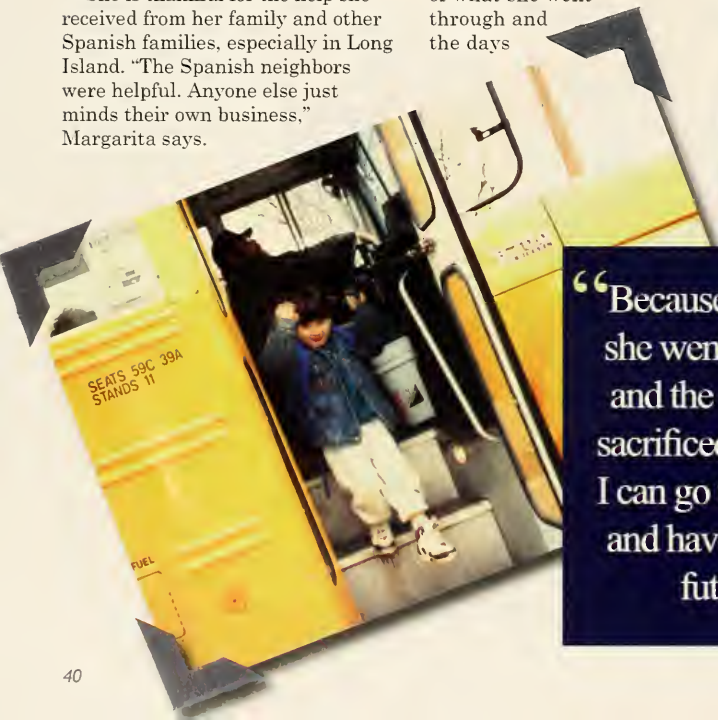 received from her family and other
Spanish families, especially in Long
Island. “The Spanish neighbors
were helpful. Anyone else just
minds their own business,”
Margarita says.
through and
the days
SEATS 59C 39A
STANDS 11
FUEL
“Because
she wen
and the
sacrificed
I can go
and hav
fut
40